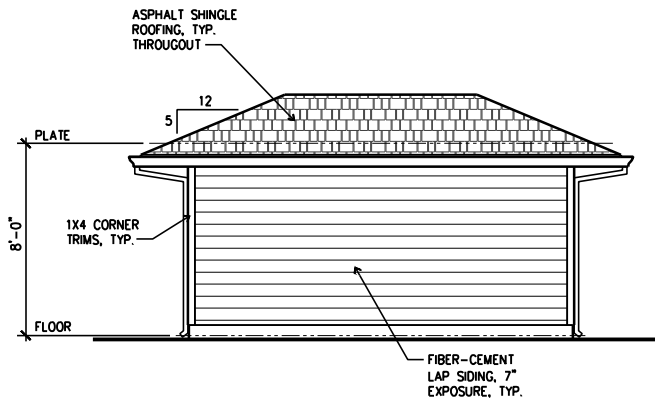 ASPHALT SHINGLE
ROOFING, TYP.
THROUGOUT
12
5
PLATE
8'-0"
1X4 CORNER
TRIMS, TYP.
FLOOR
FIBER-CEMENT
LAP SIDING, 7"
EXPOSURE, TYP.